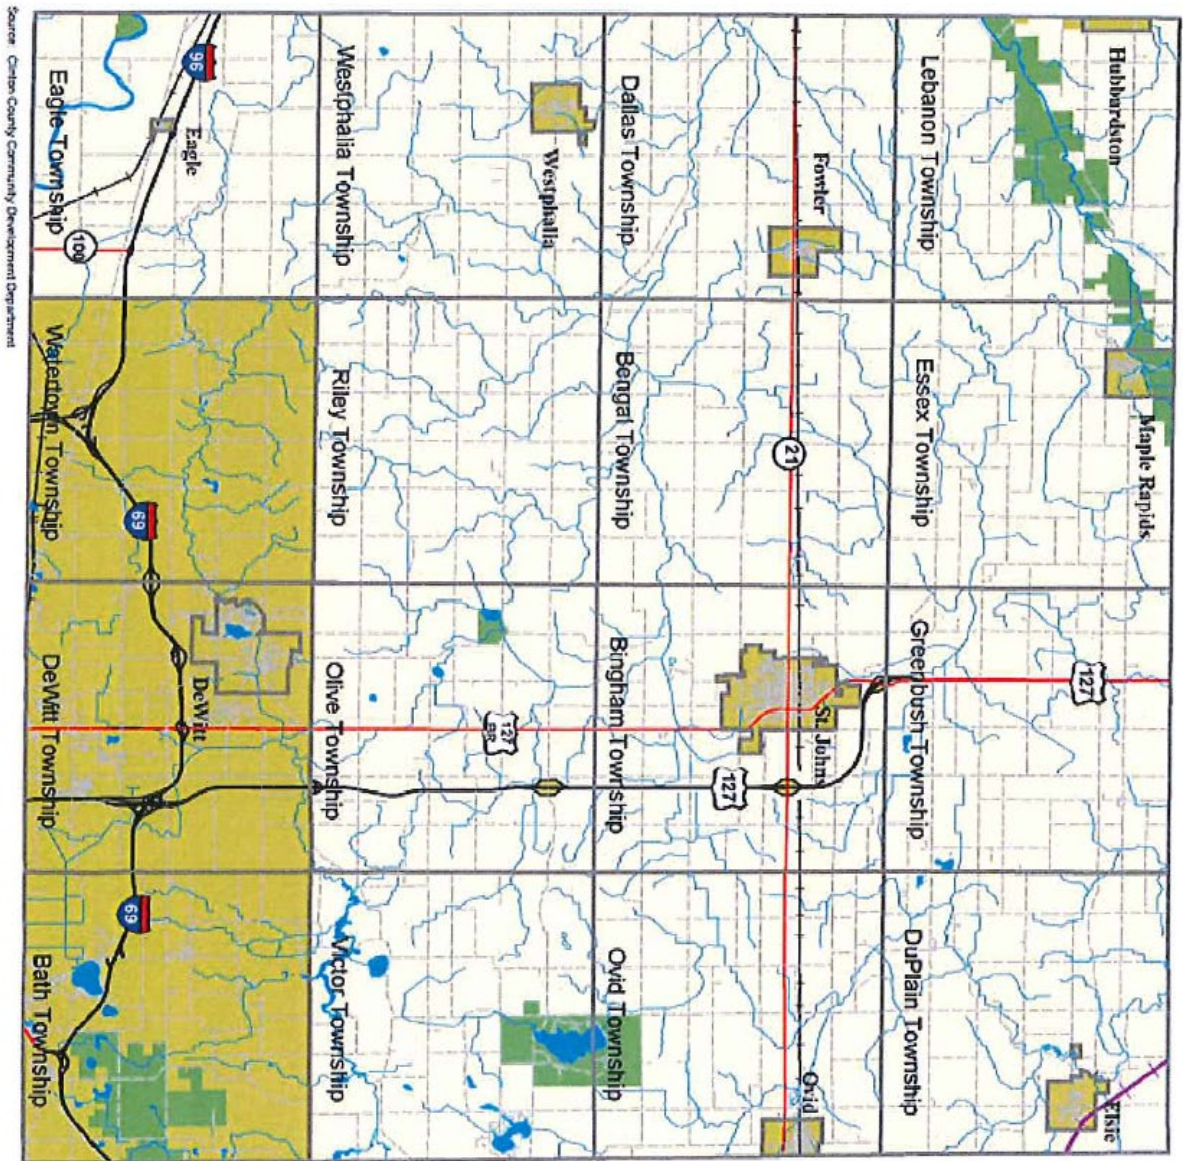 Hubbardston
Maple Rapids
Elsie
Lebanon Township
Essex Township
Greenbush Township
DuPlain Township
127
Fowler
St. Johns
Ovid
21
127
Dallas Township
Bengal Township
Bingham Township
Ovid Township
Westphalia
127
BR
Westphalia Township
Riley Township
Olive Township
Victor Township
96
Eagle
DeWitt
69
69
100
Eagle Township
Watertown Township
DeWitt Township
Bath Township
Source: Clinton County Community Development Department